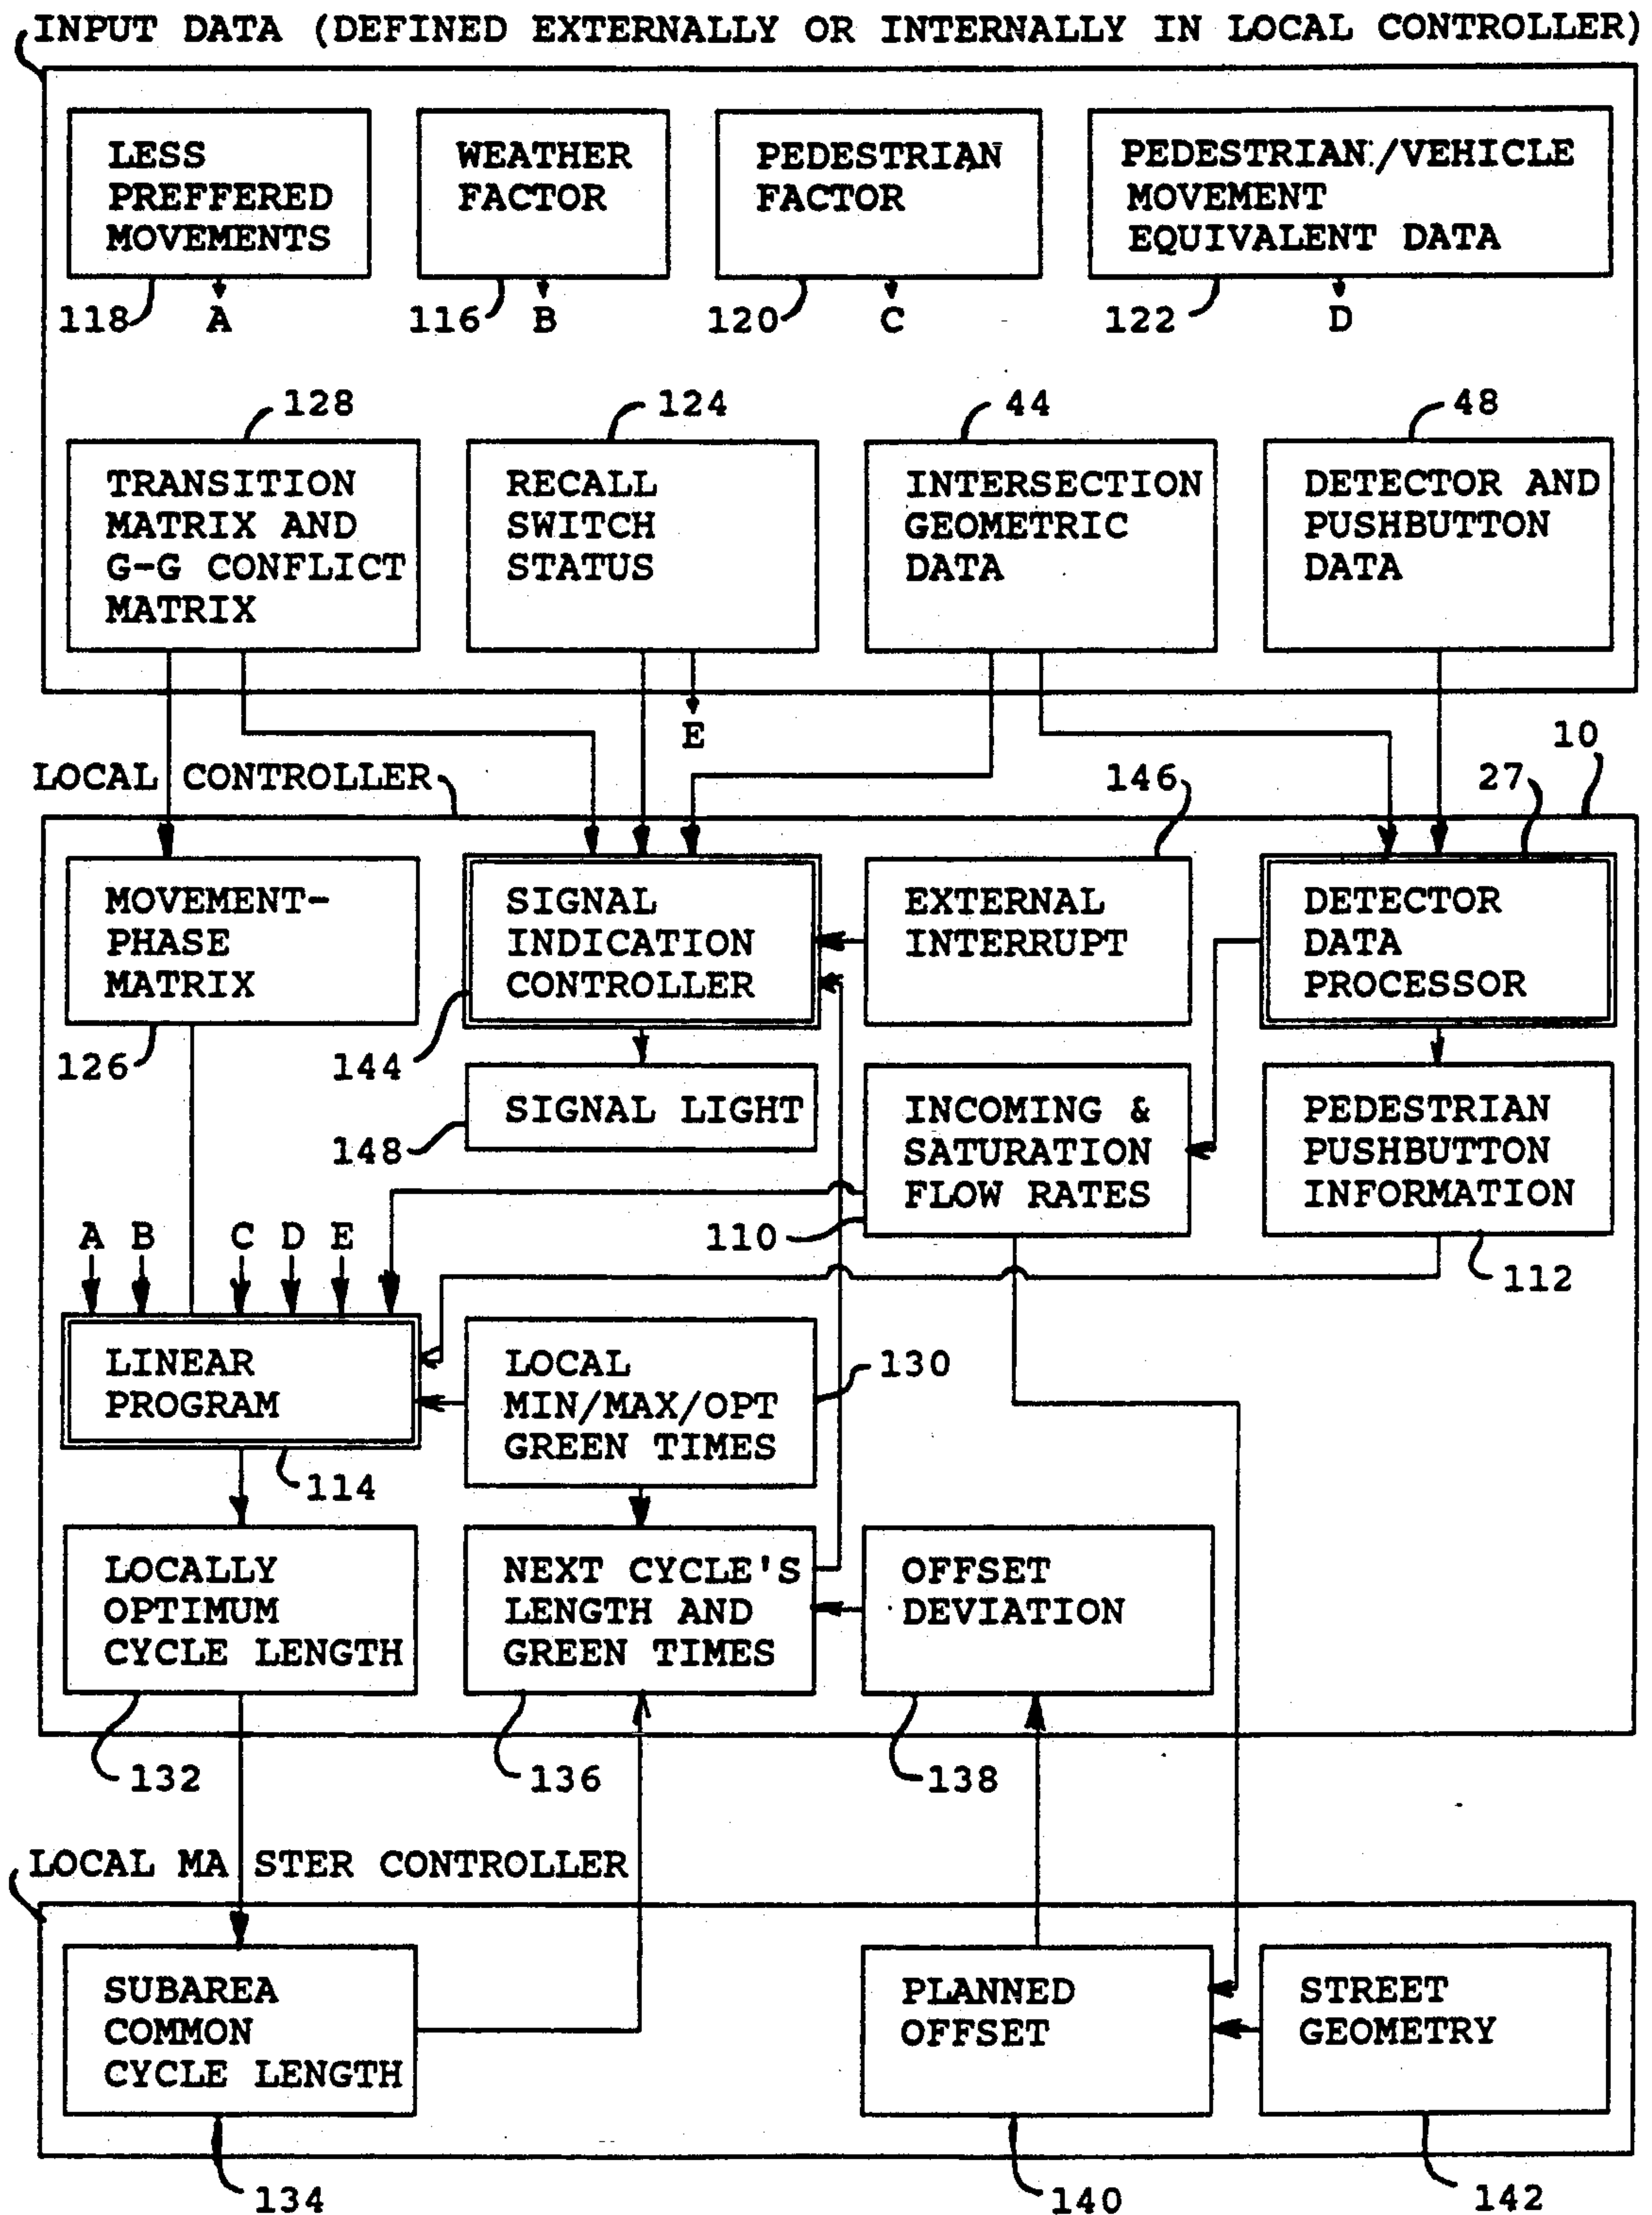 INPUT DATA (DEFINED EXTERNALLY OR INTERNALLY IN LOCAL CONTROLLER)
LESS
PREFFERED
MOVEMENTS
118
A
WEATHER
FACTOR
116
B
PEDESTRIAN
FACTOR
120
C
PEDESTRIAN/VEHICLE
MOVEMENT
EQUIVALENT DATA
122
D
128
TRANSITION
MATRIX AND
G-G CONFLICT
MATRIX
124
RECALL
SWITCH
STATUS
44
INTERSECTION
GEOMETRIC
DATA
48
DETECTOR AND
PUSHBUTTON
DATA
E
LOCAL CONTROLLER
146
27
10
MOVEMENT-
PHASE
MATRIX
126
SIGNAL
INDICATION
CONTROLLER
144
EXTERNAL
INTERRUPT
DETECTOR
DATA
PROCESSOR
SIGNAL LIGHT
148
INCOMING &
SATURATION
FLOW RATES
110
PEDESTRIAN
PUSHBUTTON
INFORMATION
112
A B C D E
LINEAR
PROGRAM
114
LOCAL
MIN/MAX/OPT
GREEN TIMES
130
LOCALLY
OPTIMUM
CYCLE LENGTH
132
NEXT CYCLE'S
LENGTH AND
GREEN TIMES
136
OFFSET
DEVIATION
138
LOCAL MA STER CONTROLLER
SUBAREA
COMMON
CYCLE LENGTH
134
PLANNED
OFFSET
140
STREET
GEOMETRY
142